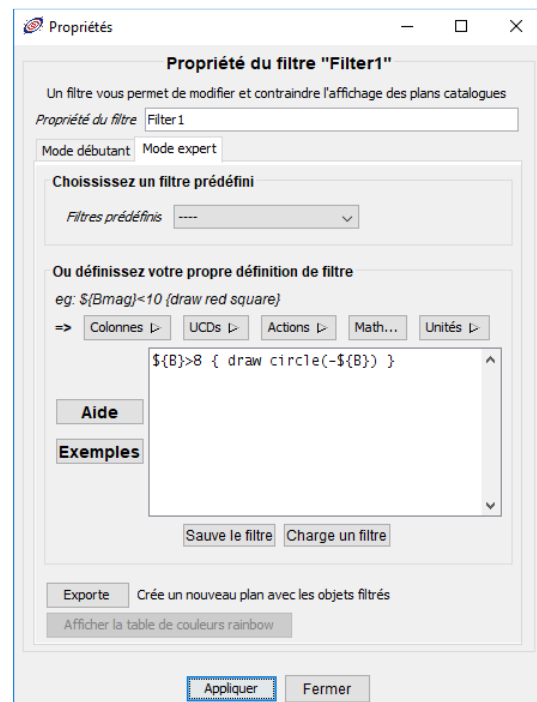 Propriétés
Propriété du filtre "Filter1"
Un filtre vous permet de modifier et contraindre l'affichage des plans catalogues
Propriété du filtre Filter1
Mode débutant Mode expert
Choississez un filtre prédéfini
Filtres prédéfinis ----
Ou définissez votre propre définition de filtre
eg: ${Bmag}<10 {draw red square}
=> Colonnes ▷ UCDs ▷ Actions ▷ Math... Unités ▷
${B}>8 { draw circle(-${B}) }
Aide
Exemples
Sauve le filtre Charge un filtre
Exporte Crée un nouveau plan avec les objets filtrés
Afficher la table de couleurs rainbow
Appliquer Fermer